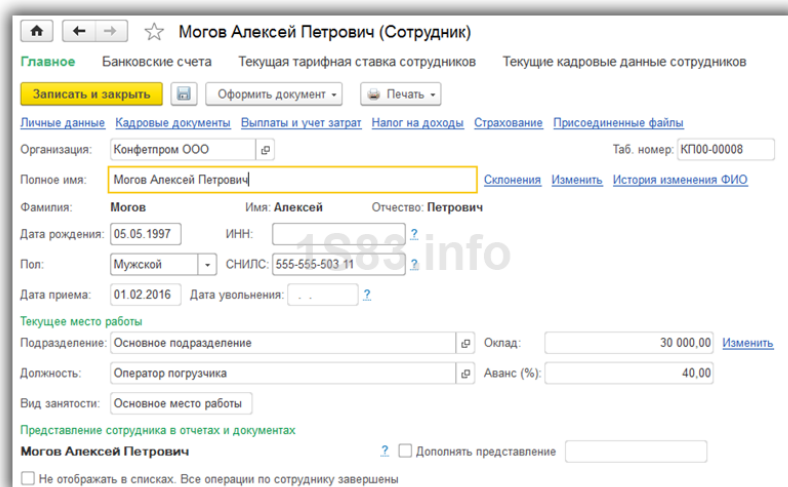 Могов Алексей Петрович (Сотрудник)
Главное Банковские счета Текущая тарифная ставка сотрудников Текущие кадровые данные сотрудников
Записать и закрыть Оформить документ Печать
Личные данные Кадровые документы Выплаты и учет затрат Налог на доходы Страхование Присоединенные файлы
Организация: Конфетпром ООО Таб. номер: КП00-00008
Полное имя: Могов Алексей Петрович Склонения Изменить История изменения ФИО
Фамилия: Могов Имя: Алексей Отчество: Петрович
Дата рождения: 05.05.1997 ИНН: ?
1S83.info
Пол: Мужской СНИЛС: 555-555-503 11 ?
Дата приема: 01.02.2016 Дата увольнения: . . ?
Текущее место работы
Подразделение: Основное подразделение Оклад: 30 000,00 Изменить
Должность: Оператор погрузчика Аванс (%): 40,00
Вид занятости: Основное место работы
Представление сотрудника в отчетах и документах
Могов Алексей Петрович ? Дополнять представление
Не отображать в списках. Все операции по сотруднику завершены